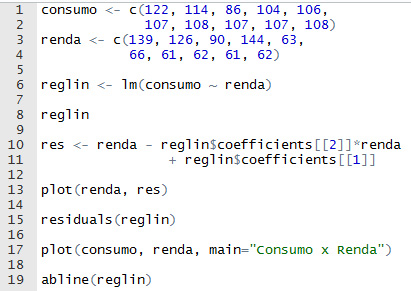 1 consumo <- c(122, 114, 86, 104, 106,
2 107, 108, 107, 107, 108)
3 renda <- c(139, 126, 90, 144, 63,
4 66, 61, 62, 61, 62)
5
6 reglin <- lm(consumo ~ renda)
7
8 reglin
9
10 res <- renda - reglin$coefficients[[2]]*renda
11 + reglin$coefficients[[1]]
12
13 plot(renda, res)
14
15 residuals(reglin)
16
17 plot(consumo, renda, main="Consumo x Renda")
18
19 abline(reglin)